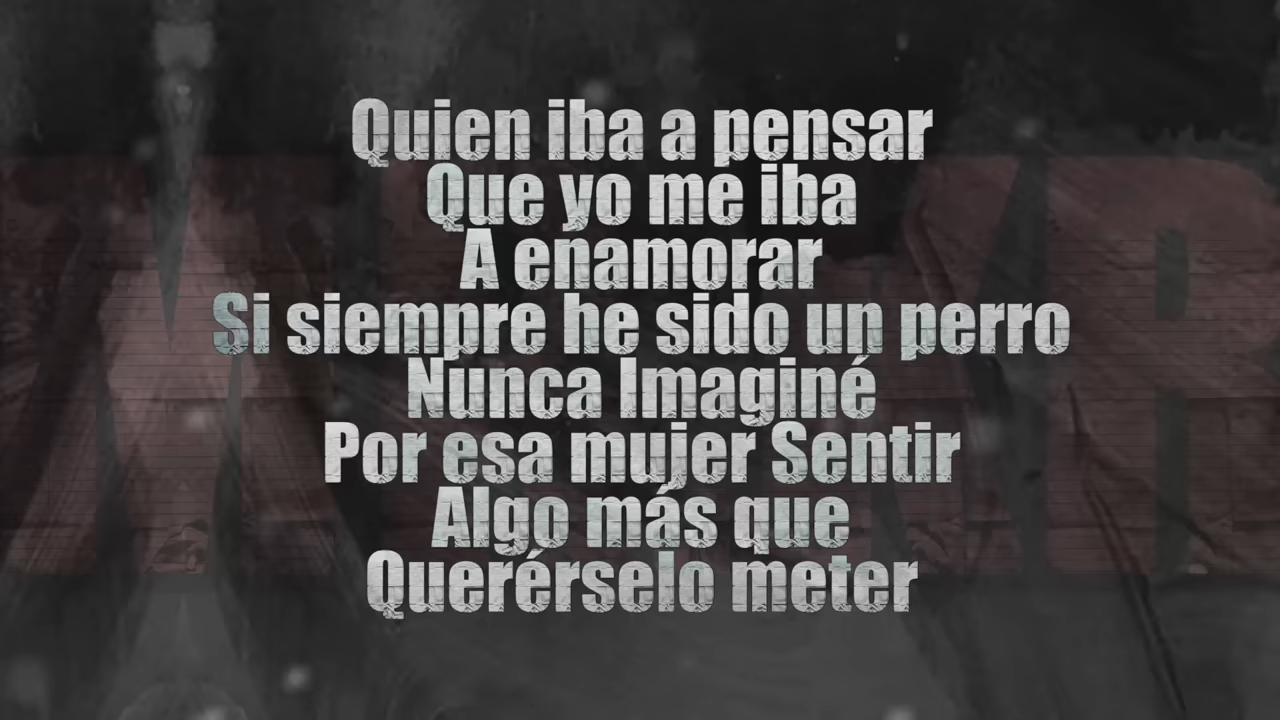 Quien iba a pensar
Que yo me iba
A enamorar
Si siempre he sido un perro
Nunca Imaginé
Por esa mujer Sentir
Algo más que
Querérselo meter